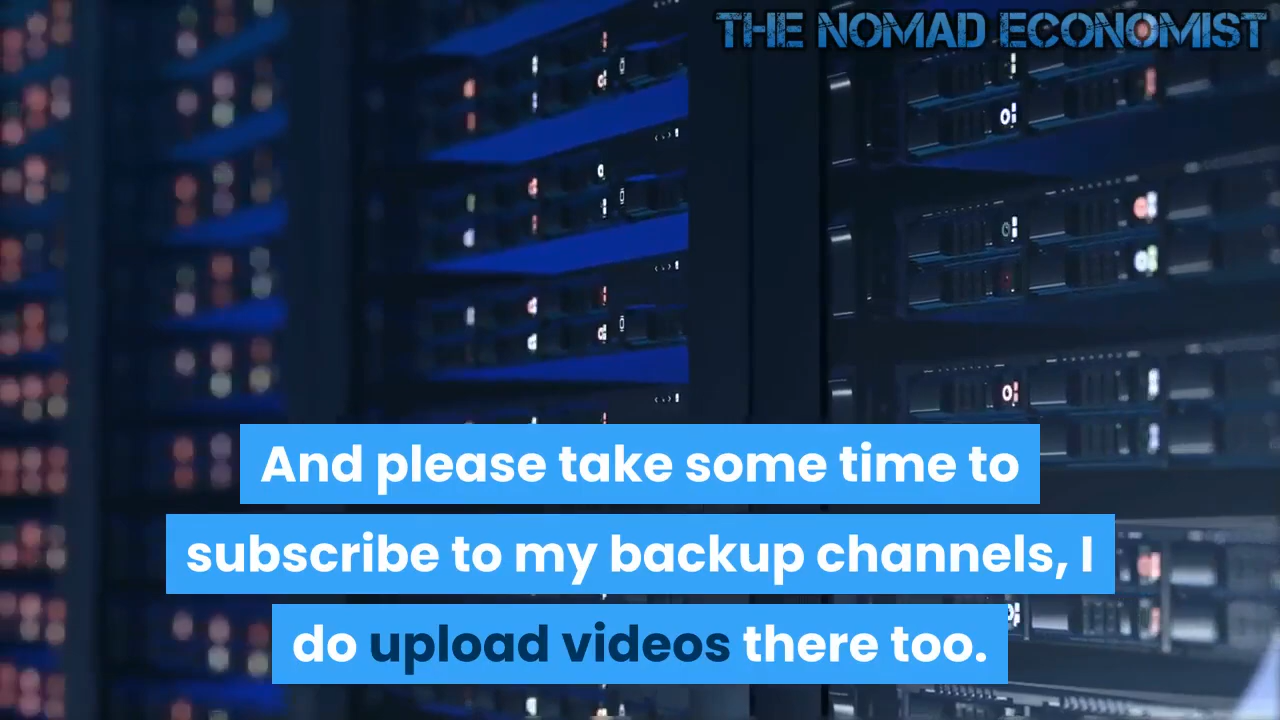 THE NOMAD ECONOMIST
And please take some time to
subscribe to my backup channels, I
do upload videos there too.